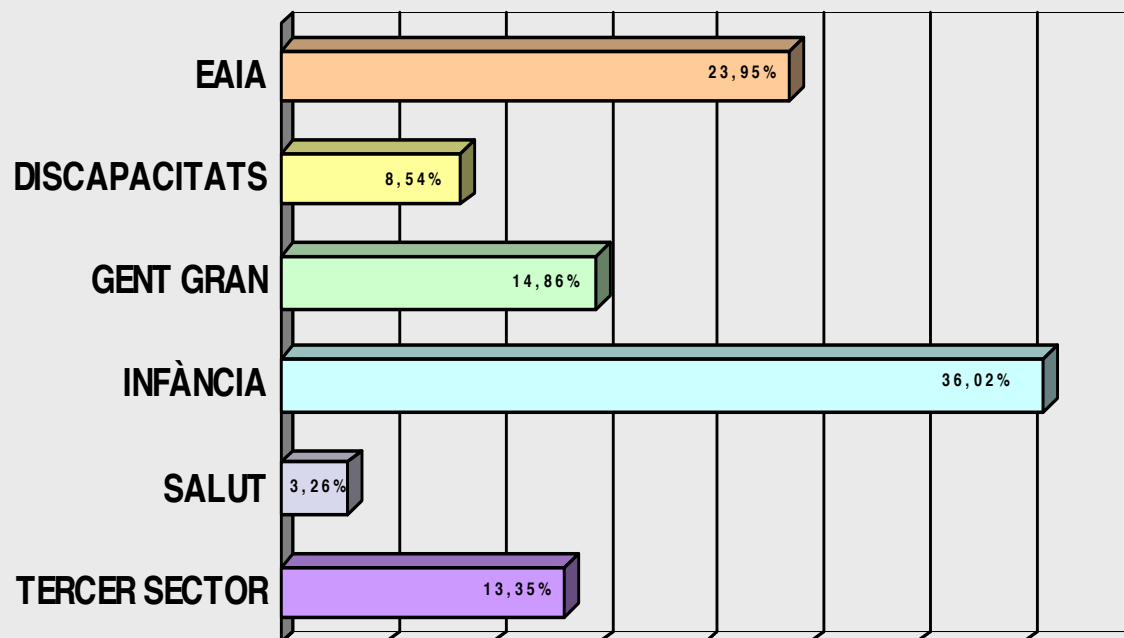 EAIA 23,95%
DISCAPACITATS 8,54%
GENT GRAN 14,86%
INFÀNCIA 36,02%
SALUT 3,26%
TERCER SECTOR 13,35%